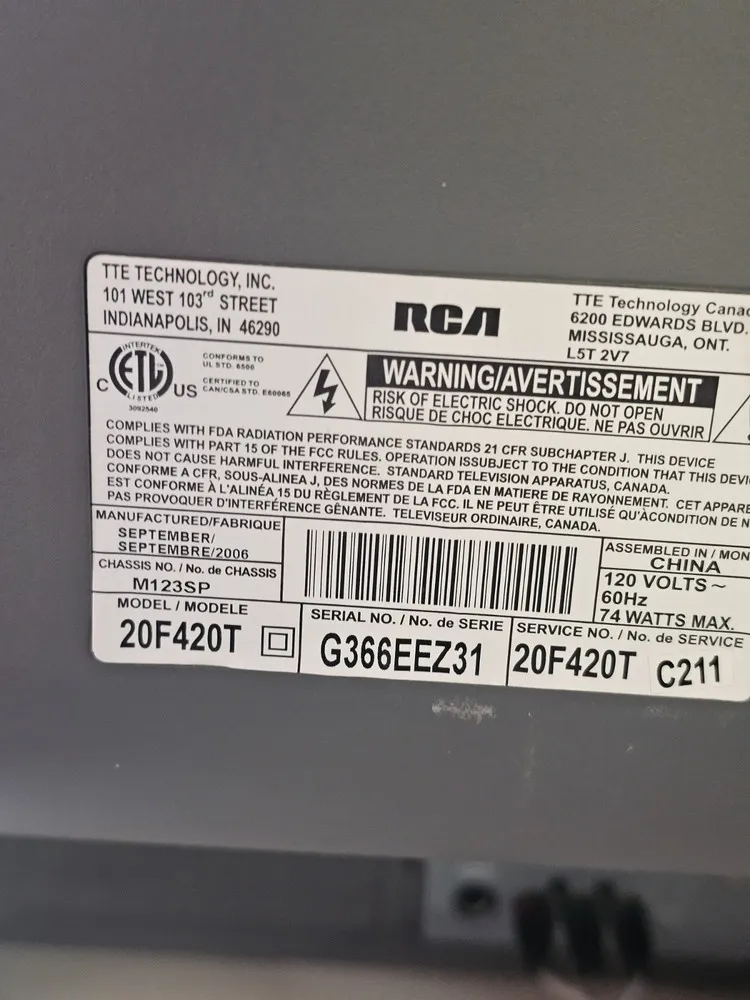 TTE TECHNOLOGY, INC.
101 WEST 103rd STREET
INDIANAPOLIS, IN 46290
RCA
TTE Technology
6200 EDWARDS BLVD.
MISSISSAUGA, ONT.
L5T 2V7
INTERTEK
ETL
LISTED
C US
3092540
CONFORMS TO
UL STD. 6500
CERTIFIED TO
CAN/CSA STD. E60065
WARNING/AVERTISSEMENT
RISK OF ELECTRIC SHOCK. DO NOT OPEN
RISQUE DE CHOC ELECTRIQUE. NE PAS OUVRIR
COMPLIES WITH FDA RADIATION PERFORMANCE STANDARDS 21 CFR SUBCHAPTER J. THIS DEVICE
COMPLIES WITH PART 15 OF THE FCC RULES. OPERATION ISSUBJECT TO THE CONDITION THAT THIS
DOES NOT CAUSE HARMFUL INTERFERENCE. STANDARD TELEVISION APPARATUS, CANADA.
CONFORME A CFR, SOUS-ALINEA J, DES NORMES DE LA FDA EN MATIERE DE RAYONNEMENT. CET
EST CONFORME À L'ALINÉA 15 DU RÈGLEMENT DE LA FCC. IL NE PEUT ÊTRE UTILISÉ QU'ÀCONDITION DE
PAS PROVOQUER D'INTERFÉRENCE GÊNANTE. TELEVISEUR ORDINAIRE, CANADA.
MANUFACTURED/FABRIQUE
SEPTEMBER/
SEPTEMBRE/2006
CHASSIS NO. / No. de CHASSIS
M123SP
MODEL / MODELE
20F420T
SERIAL NO. / No. de SERIE
G366EEZ31
ASSEMBLED IN /
CHINA
120 VOLTS ~
60Hz
74 WATTS MAX.
SERVICE NO. / No. de SERVICE
20F420T C211